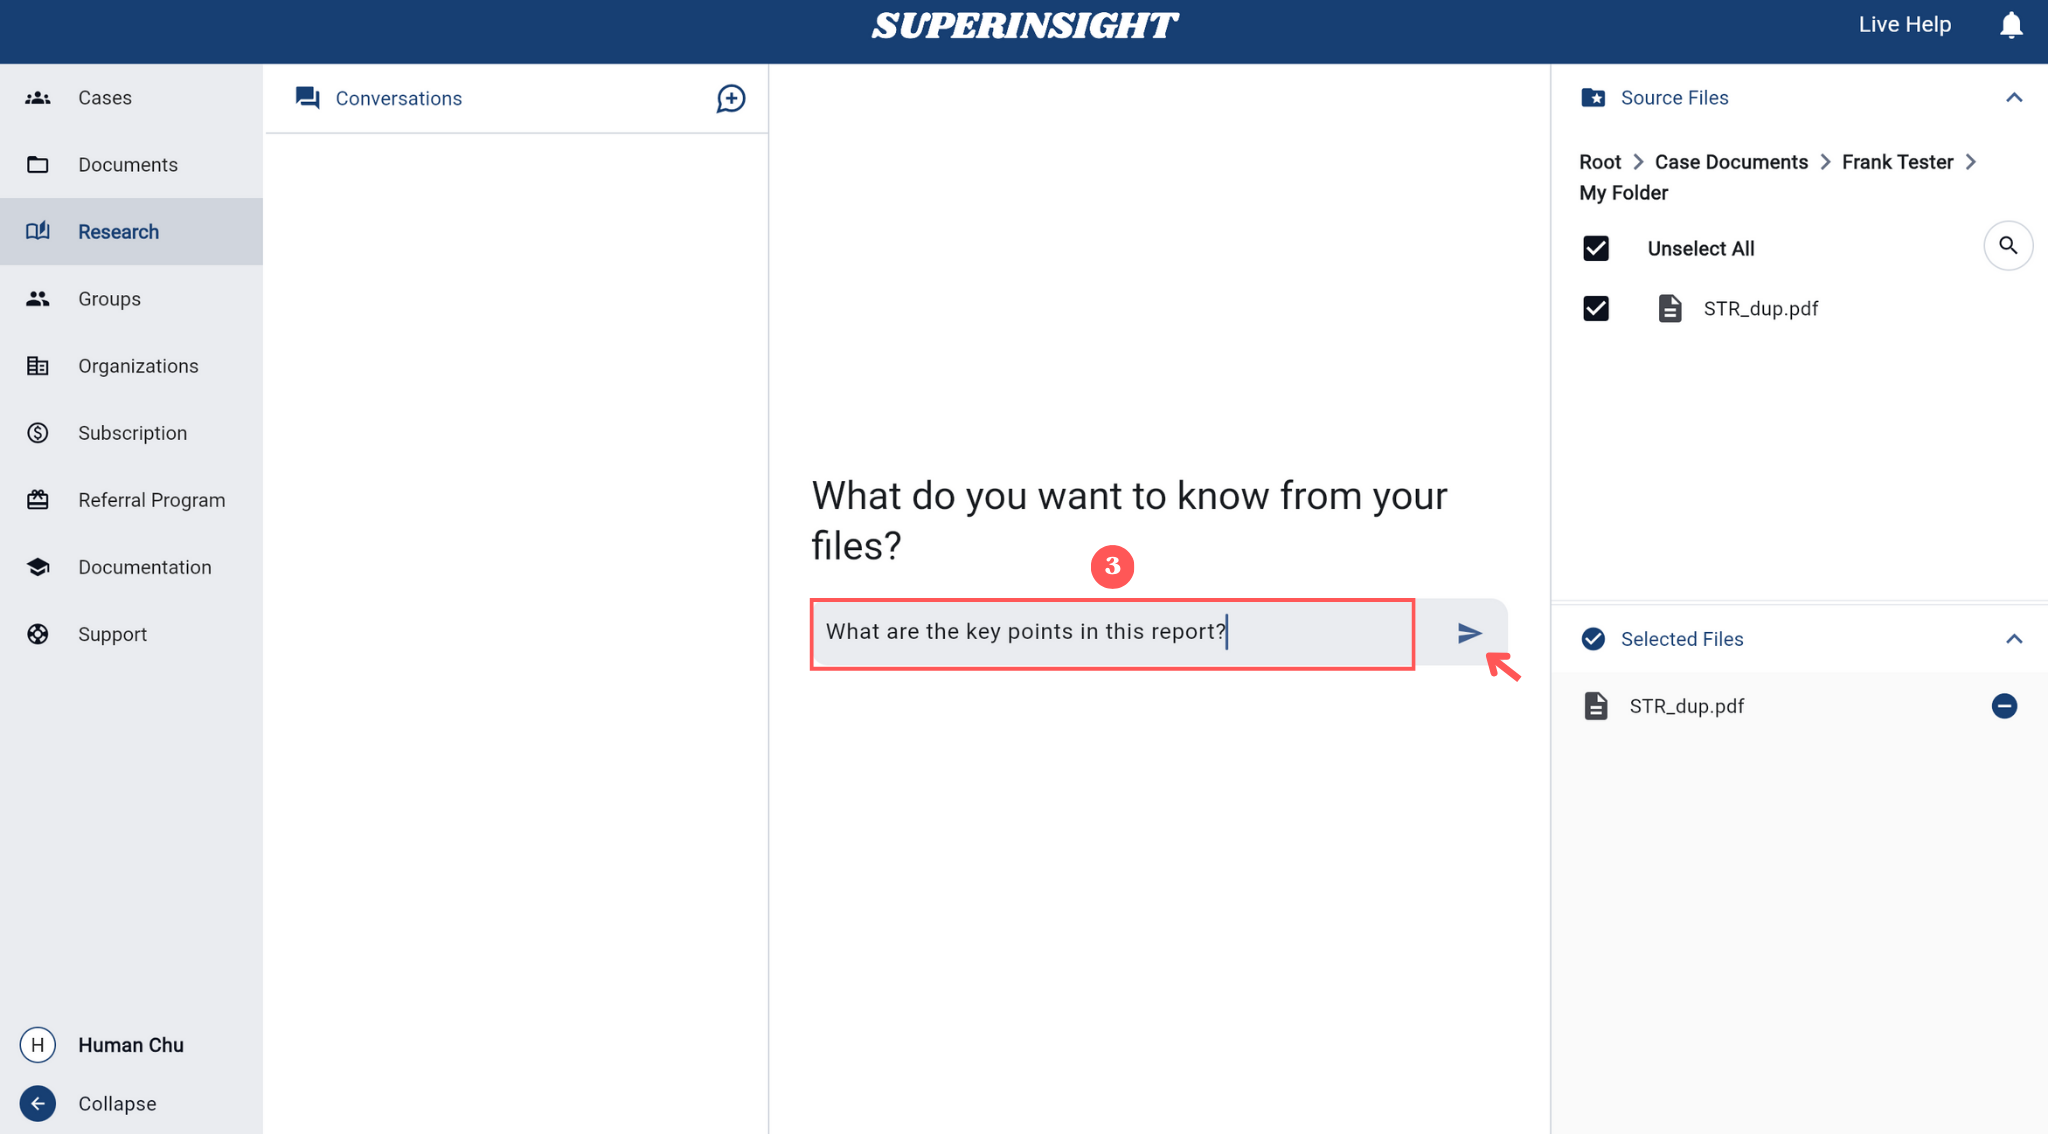 SUPERINSIGHT
Live Help
Cases
Documents
Research
Groups
Organizations
Subscription
Referral Program
Documentation
Support
H Human Chu
Collapse
Conversations
What do you want to know from your
files?
3
What are the key points in this report?
Source Files
Root > Case Documents > Frank Tester >
My Folder
Unselect All
STR_dup.pdf
Selected Files
STR_dup.pdf